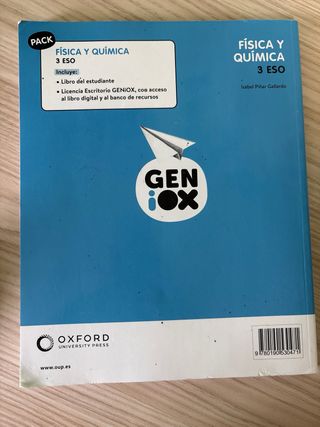 PACK
FÍSICA Y QUÍMICA
3 ESO
Incluye:
• Libro del estudiante
• Licencia Escritorio GENiOX, con acceso
al libro digital y al banco de recursos
FÍSICA Y
QUÍMICA
3 ESO
Isabel Piñar Gallardo
GEN
iOX
OXFORD
UNIVERSITY PRESS
www.oup.es
9780190530471